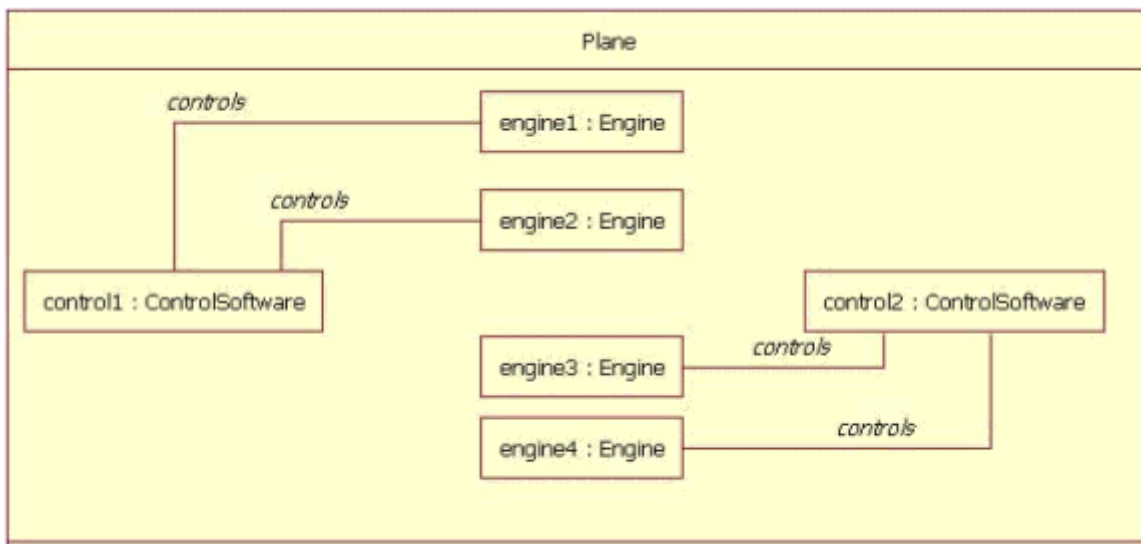 Plane
controls
engine1 : Engine
controls
engine2 : Engine
control1 : ControlSoftware
control2 : ControlSoftware
controls
engine3 : Engine
controls
engine4 : Engine